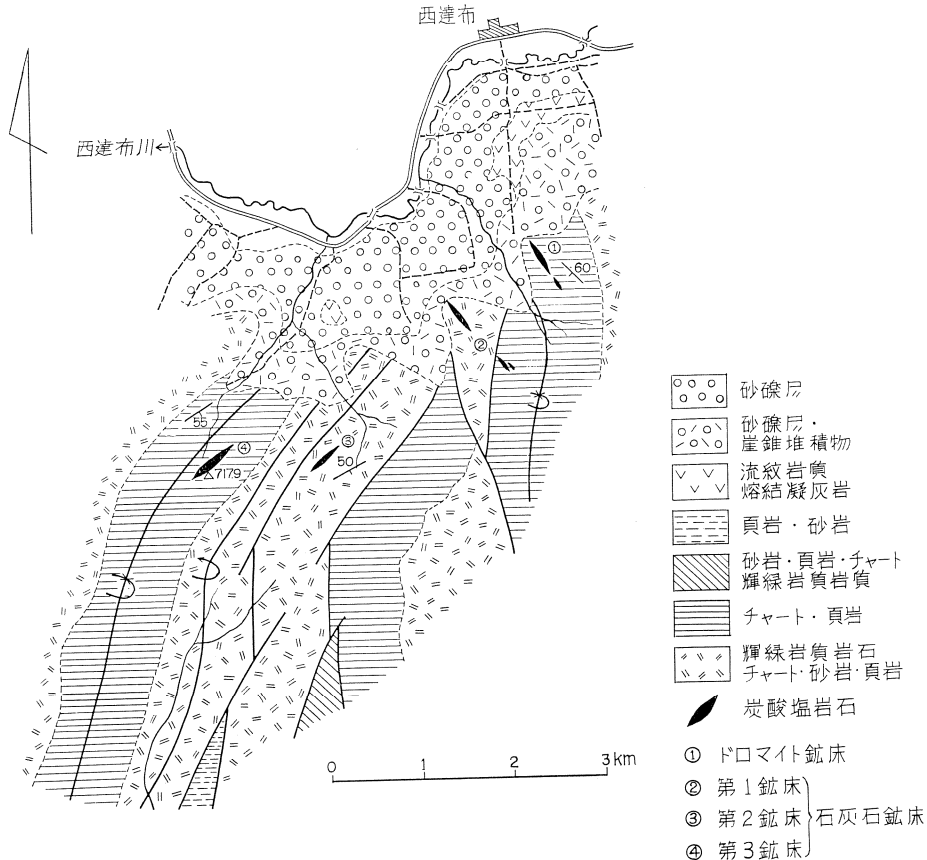 西達布
西達布川←
①
60
②
③
50
55
④
△717.9
砂礫层
砂礫层・
崖錐堆積物
流紋岩質
熔結凝灰岩
頁岩・砂岩
砂岩・頁岩・チャート
輝緑岩質岩質
チャート・頁岩
輝緑岩質岩石
チャート・砂岩・頁岩
炭酸塩岩石
① ドロマイト鉱床
② 第1鉱床
③ 第2鉱床 石灰石鉱床
④ 第3鉱床
0 1 2 3km